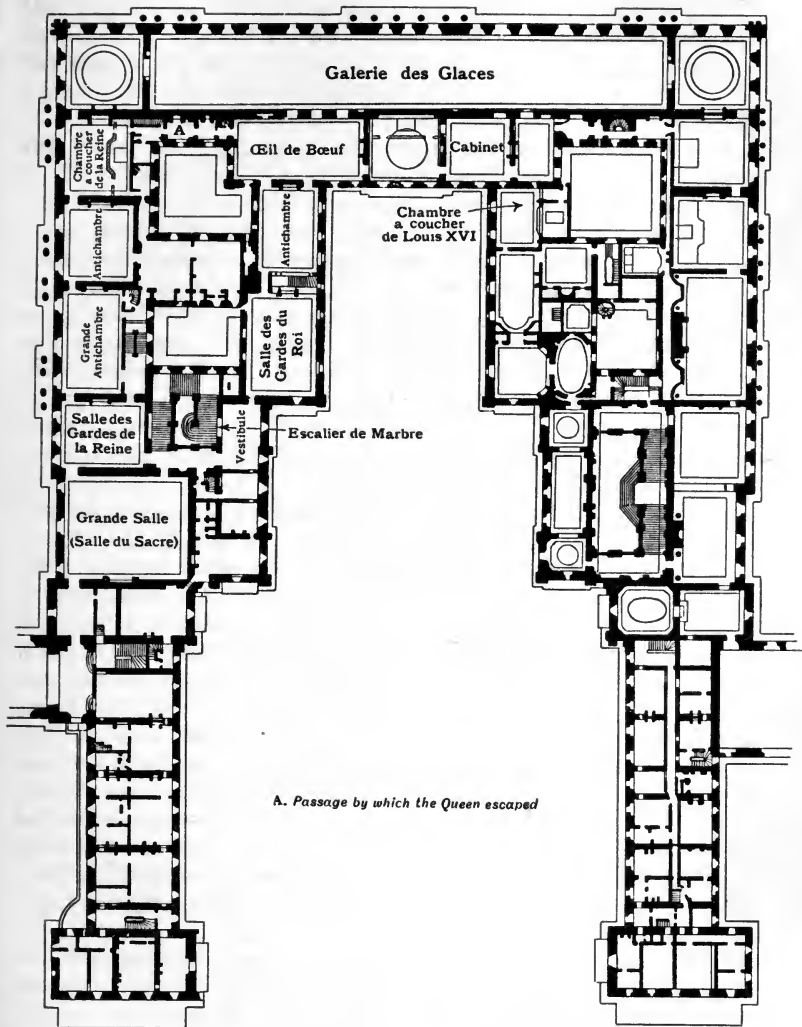 Galerie des Glaces
A
Œil de Bœuf
Cabinet
Chambre
a coucher
de la Reine
Chambre
a coucher
de Louis XVI
Antichambre
Antichambre
Grande
Antichambre
Salle des
Gardes du
Roi
Salle des
Gardes de
la Reine
Vestibule
Escalier de Marbre
Grande Salle
(Salle du Sacre)
A. Passage by which the Queen escaped